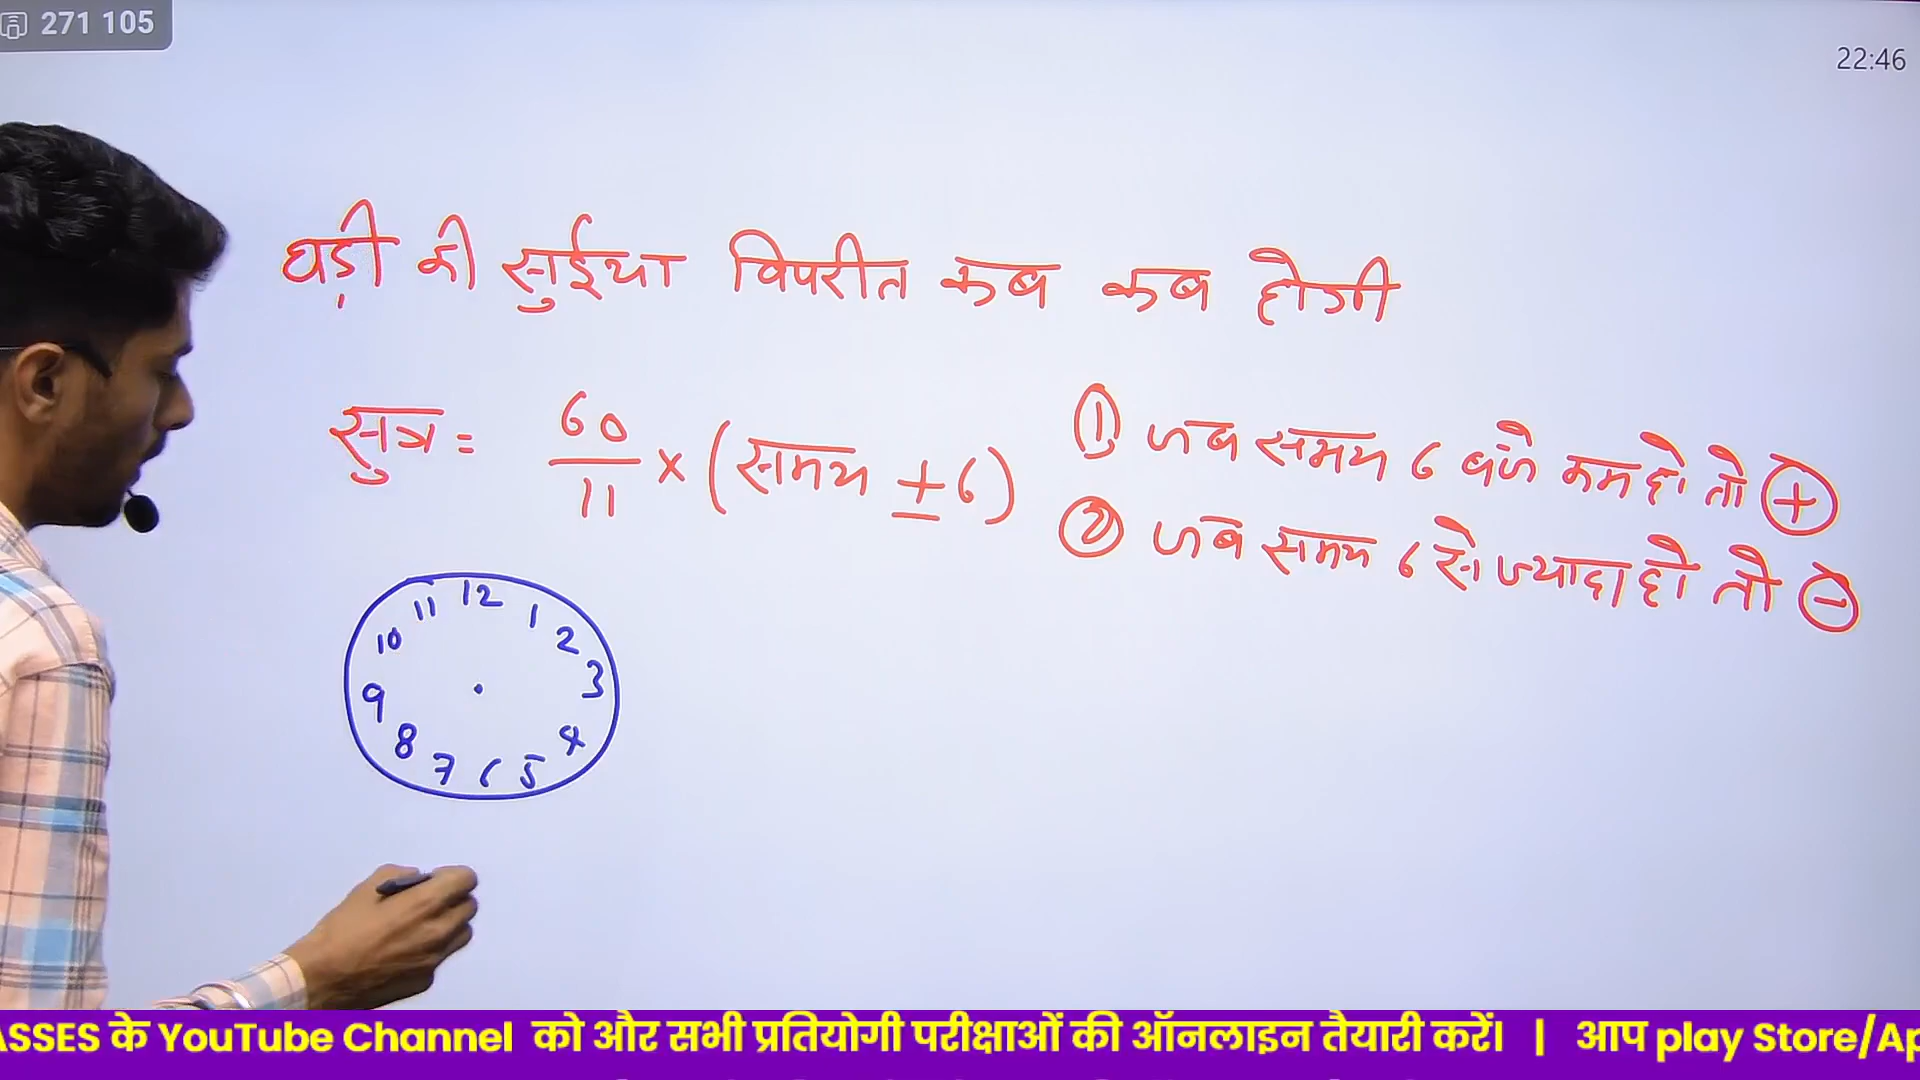 271 105
22:46
घड़ी की सुईया विपरीत कब कब होगी
सुत्र = 60/11 × (समय ± 6)
① जब समय 6 बजे कम हो तो +
② जब समय 6 से ज्यादा हो तो -
12
11 1
10 2
9 3
8 4
7 6 5
ASSES के YouTube Channel को और सभी प्रतियोगी परीक्षाओं की ऑनलाइन तैयारी करें। | आप play Store/Ap